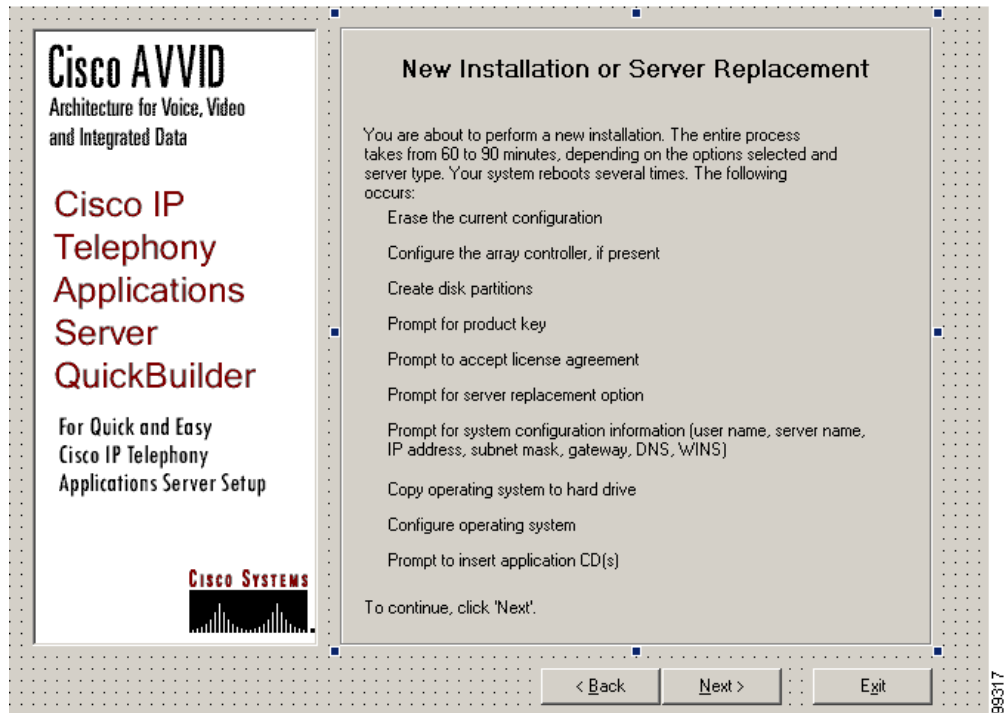 Cisco AVVID
Architecture for Voice, Video
and Integrated Data
Cisco IP
Telephony
Applications
Server
QuickBuilder
For Quick and Easy
Cisco IP Telephony
Applications Server Setup
CISCO SYSTEMS
New Installation or Server Replacement
You are about to perform a new installation. The entire process
takes from 60 to 90 minutes, depending on the options selected and
server type. Your system reboots several times. The following
occurs:
Erase the current configuration
Configure the array controller, if present
Create disk partitions
Prompt for product key
Prompt to accept license agreement
Prompt for server replacement option
Prompt for system configuration information (user name, server name,
IP address, subnet mask, gateway, DNS, WINS)
Copy operating system to hard drive
Configure operating system
Prompt to insert application CD(s)
To continue, click 'Next'.
< Back
Next >
Exit
99317